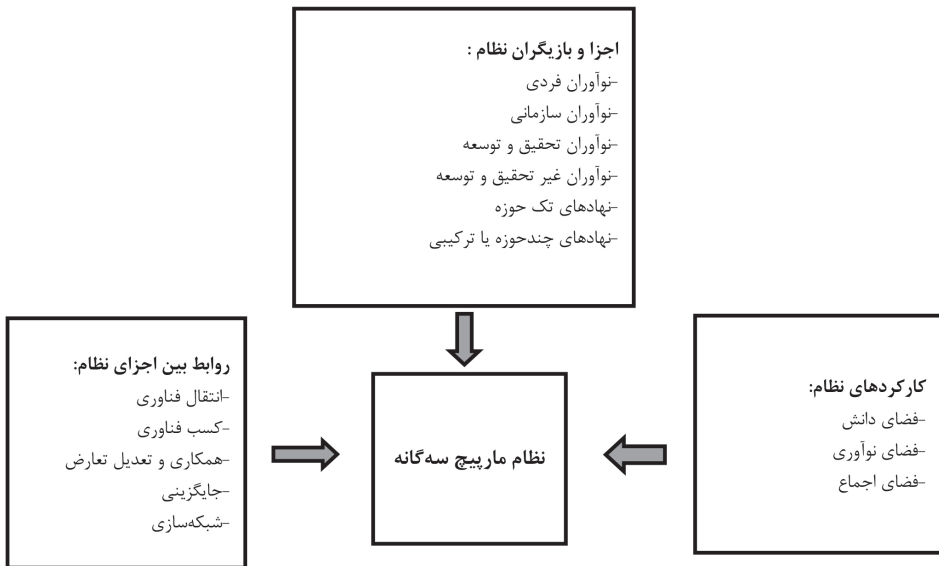 اجزا و بازیگران نظام :
-نوآوران فردی
-نوآوران سازمانی
-نوآوران تحقیق و توسعه
-نوآوران غیر تحقیق و توسعه
-نهادهای تک حوزه
-نهادهای چندحوزه یا ترکیبی
کارکردهای نظام:
-فضای دانش
-فضای نوآوری
-فضای اجماع
نظام مارپیچ سه‌گانه
روابط بین اجزای نظام:
-انتقال فناوری
-کسب فناوری
-همکاری و تعدیل تعارض
-جایگزینی
-شبکه‌سازی